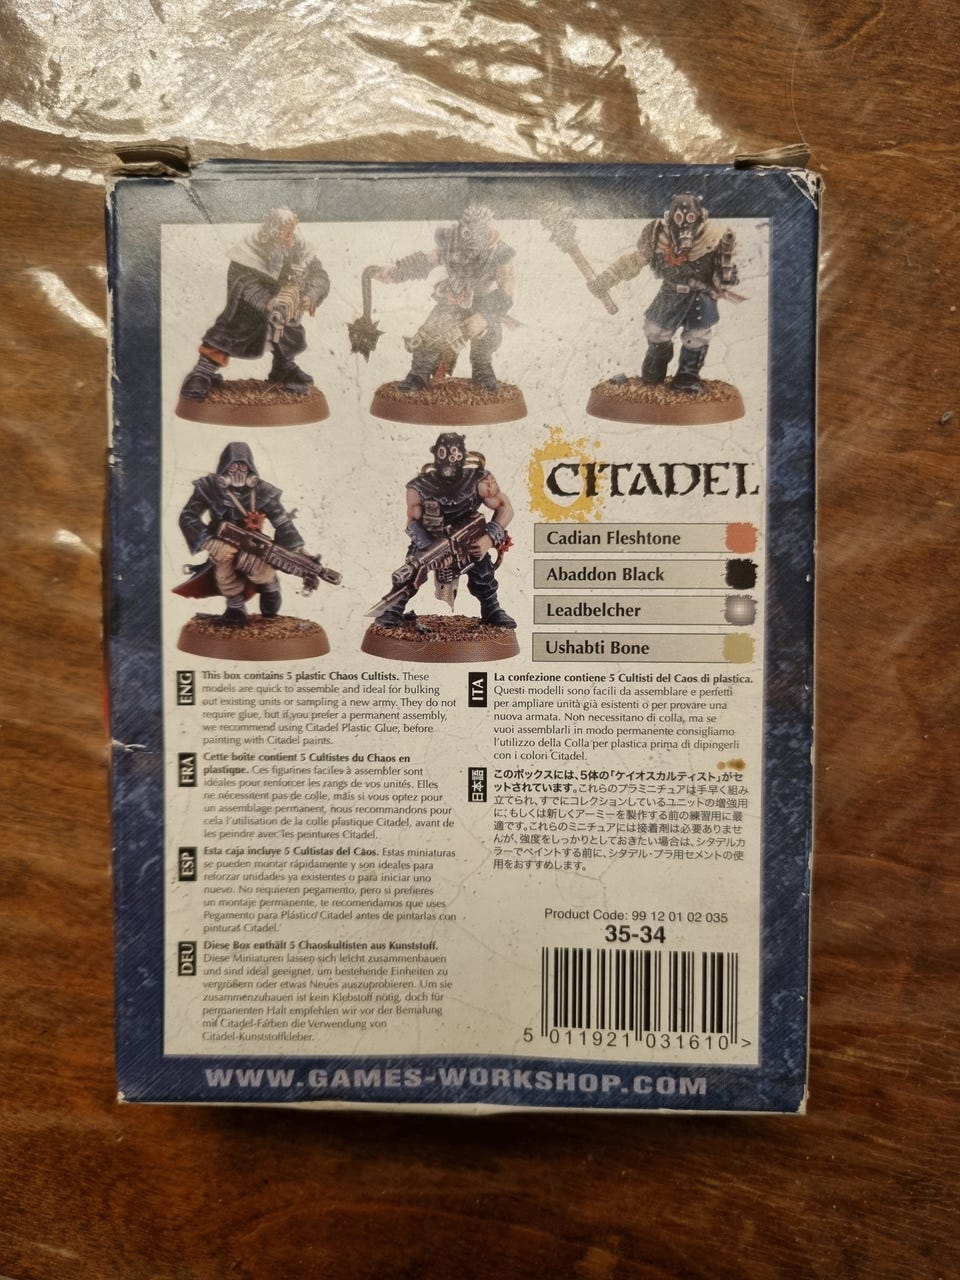 CITADEL
Cadian Fleshtone
Abaddon Black
Leadbelcher
Ushabti Bone
ENG
This box contains 5 plastic Chaos Cultists. These
models are quick to assemble and ideal for bulking
out existing units or sampling a new army. They do not
require glue, but if you prefer a permanent assembly,
we recommend using Citadel Plastic Glue, before
painting with Citadel paints.
FRA
Cette boîte contient 5 Cultistes du Chaos en
plastique. Ces figurines faciles à assembler sont
idéales pour renforcer les rangs de vos unités. Elles
ne nécessitent pas de colle, mais si vous optez pour
un assemblage permanent, nous recommandons pour
cela l'utilisation de la colle plastique Citadel, avant de
les peindre avec les peintures Citadel.
ESP
Esta caja incluye 5 Cultistas del Caos. Estas miniaturas
se pueden montar rápidamente y son ideales para
reforzar unidades ya existentes o para iniciar uno
nuevo. No requieren pegamento, pero si prefieres
un montaje permanente, te recomendamos que uses
Pegamento para Plástico Citadel antes de pintarlas con
pinturas Citadel.
DEU
Diese Box enthält 5 Chaoskultisten aus Kunststoff.
Diese Miniaturen lassen sich leicht zusammenbauen
und sind ideal geeignet, um bestehende Einheiten zu
vergrößern oder etwas Neues auszuprobieren. Um sie
zusammenzubauen ist kein Klebstoff nötig, doch für
permanenten Halt empfehlen wir vor der Bemalung
mit Citadel-Farben die Verwendung von
Citadel-Kunststoffkleber.
ITA
La confezione contiene 5 Cultisti del Caos di plastica.
Questi modelli sono facili da assemblare e perfetti
per ampliare unità già esistenti o per provare una
nuova armata. Non necessitano di colla, ma se
vuoi assemblarli in modo permanente consigliamo
l'utilizzo della Colla per plastica prima di dipingerli
con i colori Citadel.
日本語
このボックスには、5体の「ケイオスカルティスト」がセ
ットされています。これらのプラミニチュアは手早く組み
立てられ、すでにコレクションしているユニットの増強用
に、もしくは新しくアーミーを製作する前の練習用に最
適です。これらのミニチュアには接着剤は必要ありませ
んが、強度をしっかりとしておきたい場合は、シタデルカ
ラーでペイントする前に、シタデル・プラ用セメントの使
用をおすすめします。
Product Code: 99 12 01 02 035
35-34
5 011921 031610 >
WWW.GAMES-WORKSHOP.COM